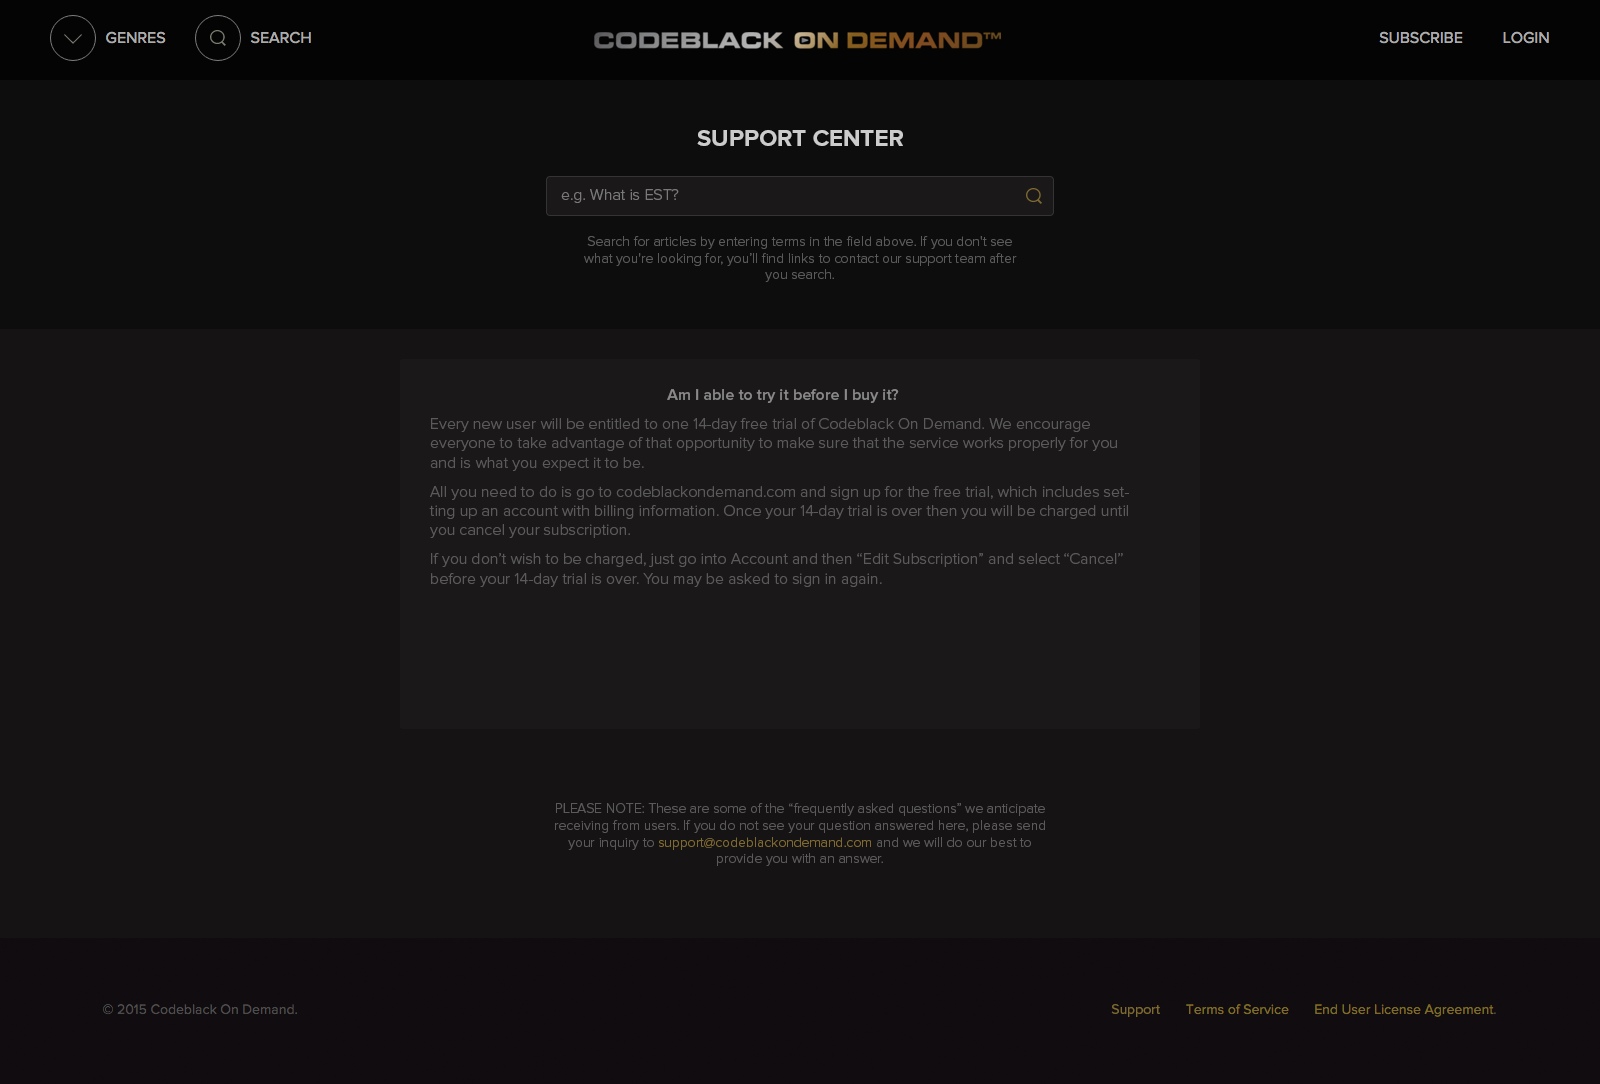 GENRES
SEARCH
CODEBLACK ON DEMAND™
SUBSCRIBE
LOGIN
SUPPORT CENTER
e.g. What is EST?
Search for articles by entering terms in the field above. If you don't see
what you're looking for, you'll find links to contact our support team after
you search.
Am I able to try it before I buy it?
Every new user will be entitled to one 14-day free trial of Codeblack On Demand. We encourage
everyone to take advantage of that opportunity to make sure that the service works properly for you
and is what you expect it to be.
All you need to do is go to codeblackondemand.com and sign up for the free trial, which includes set-
ting up an account with billing information. Once your 14-day trial is over then you will be charged until
you cancel your subscription.
If you don’t wish to be charged, just go into Account and then “Edit Subscription” and select “Cancel”
before your 14-day trial is over. You may be asked to sign in again.
PLEASE NOTE: These are some of the “frequently asked questions” we anticipate
receiving from users. If you do not see your question answered here, please send
your inquiry to support@codeblackondemand.com and we will do our best to
provide you with an answer.
© 2015 Codeblack On Demand.
Support
Terms of Service
End User License Agreement.